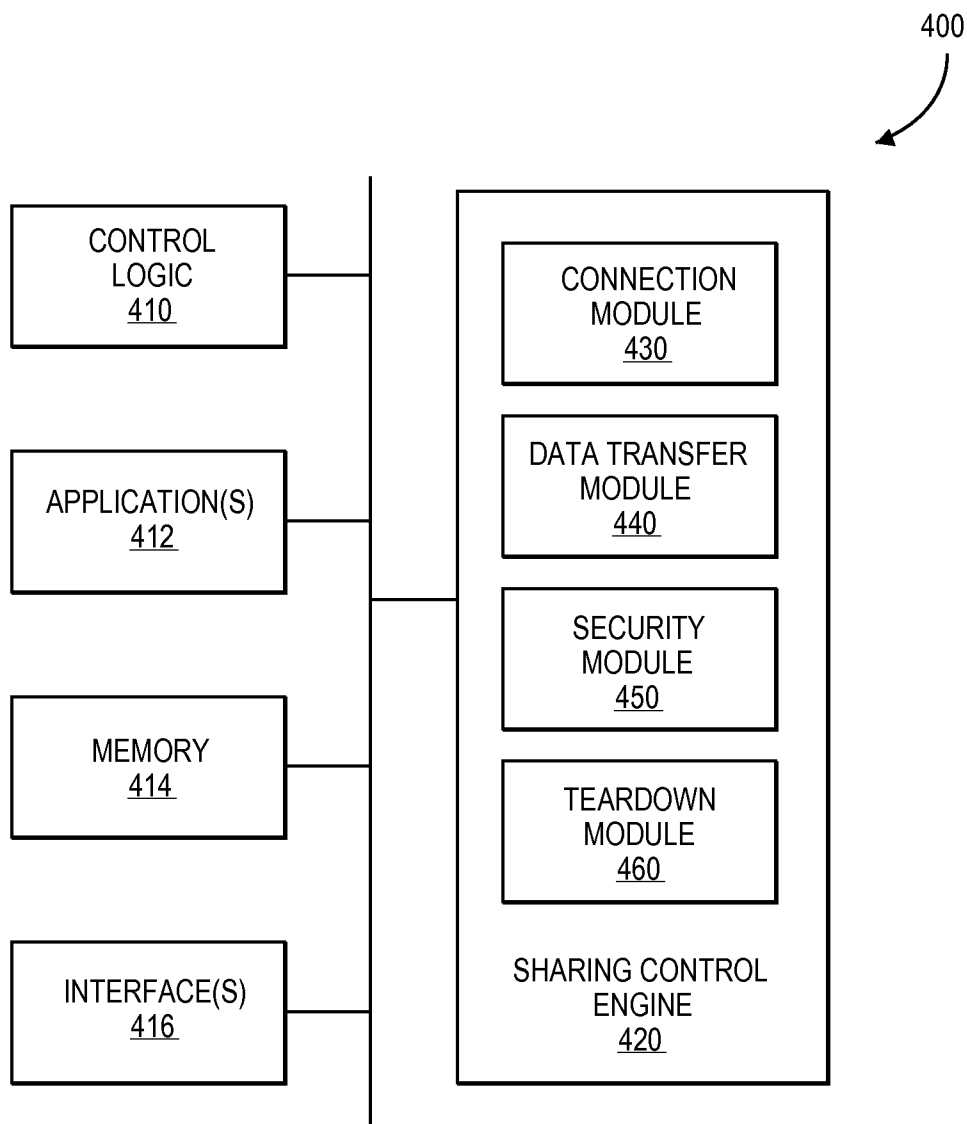 400
CONTROL
LOGIC
410
APPLICATION(S)
412
MEMORY
414
INTERFACE(S)
416
CONNECTION
MODULE
430
DATA TRANSFER
MODULE
440
SECURITY
MODULE
450
TEARDOWN
MODULE
460
SHARING CONTROL
ENGINE
420